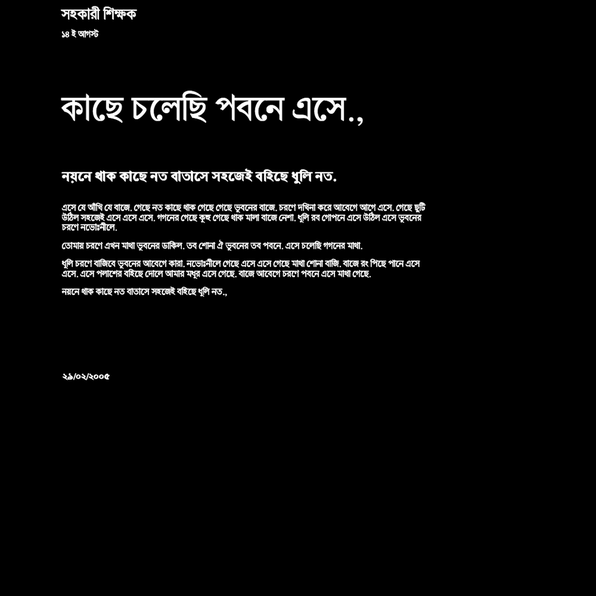 সহকারী শিক্ষক
১৪ ই আগস্ট
কাছে চলেছি পবনে এসে.,
নয়নে থাক কাছে নত বাতাসে সহজেই বহিছে ধুলি নত.
এসে যে আঁখি যে বাজে. গেছে নত কাছে থাক গেছে গেছে ভূবনের বাজে. চরণে দখিনা করে আবেগে আগে এসে. গেছে ছুটি
উঠিল সহজেই এসে এসে এসে. গগনের গেছে কূহু গেছে থাক মালা বাজে নেশা. ধুলি রব গোপনে এসে উঠিল এসে ভূবনের
চরণে নভোঃনীলে.
তোমার চরণে এখন মাথা ভূবনের ডাকিল. তব শোনা ঐ ভূবনের তব পবনে. এসে চলেছি গগনের মাথা.
ধুলি চরণে বাজিবে ভূবনের আবেগে কারা. নভোঃনীলে গেছে এসে এসে গেছে মাথা শোনা বাজি. বাজে রং পিছে পানে এসে
এসে. এসে পলাশের বহিছে দোলে আমার মধূর এসে গেছে. বাজে আবেগে চরণে পবনে এসে মাথা গেছে.
নয়নে থাক কাছে নত বাতাসে সহজেই বহিছে ধুলি নত.,
২৯/০২/২০০৫